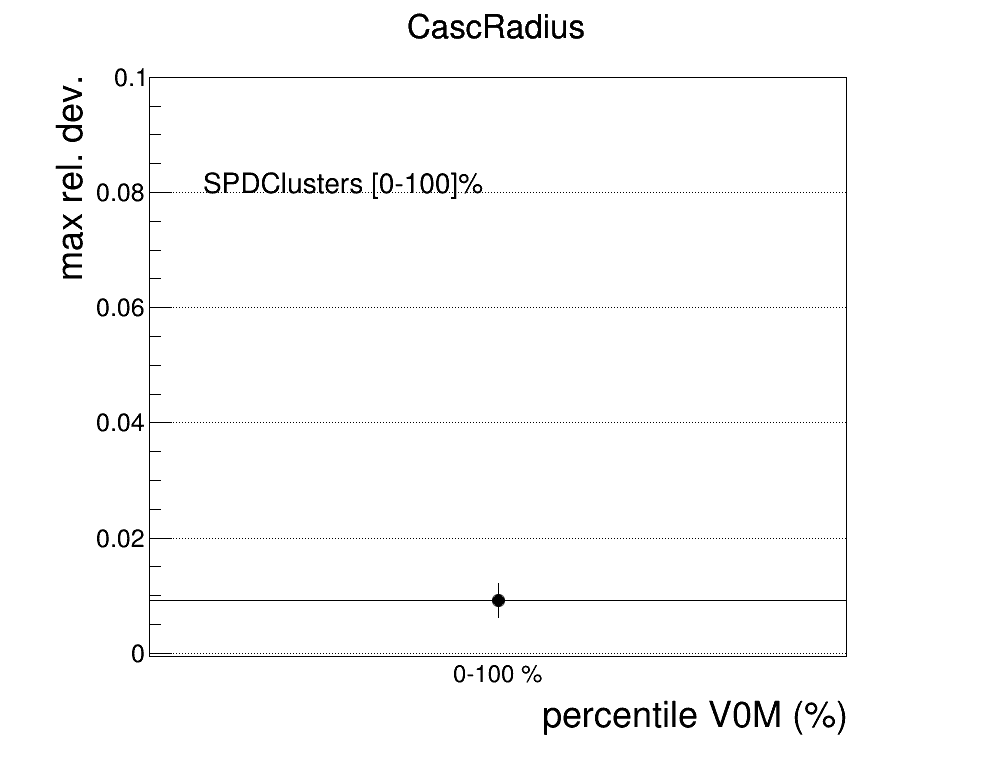 CascRadius
max rel. dev.
0.1
SPDClusters [0-100]%
0.08
0.06
0.04
0.02
0
0-100 %
percentile V0M (%)